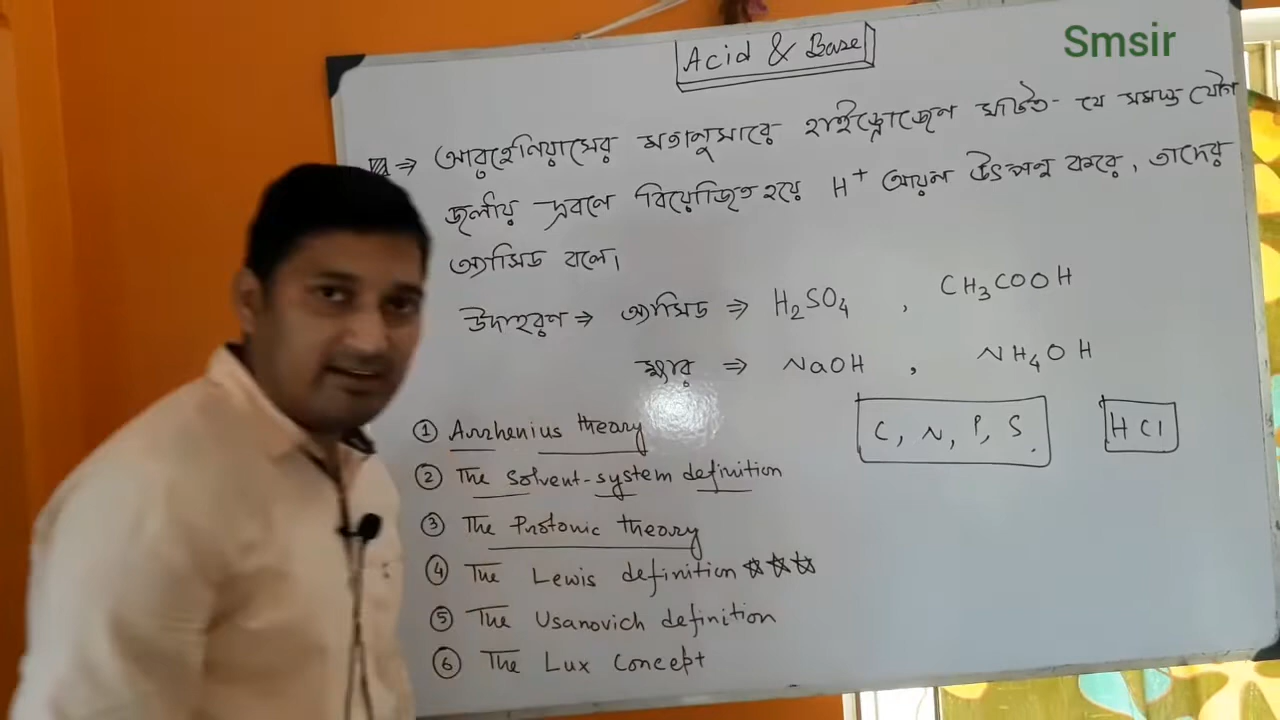 Smsir
Acid & Base
⇒ আরহেনিয়াসের মতানুসারে হাইড্রোজেন ঘটিত যে সমস্ত যৌগ
জলীয় দ্রবণে বিয়োজিত হয়ে H⁺ আয়ন উৎপন্ন করে, তাদের
অ্যাসিড বলে।
উদাহরণ ⇒ অ্যাসিড ⇒ H₂SO₄ , CH₃COOH
ক্ষার ⇒ NaOH , NH₄OH
C, N, P, S. HCl
① Arrhenius theory
② The Solvent-system definition
③ The Protonic theory
④ The Lewis definition ☆☆☆
⑤ The Usanovich definition
⑥ The Lux concept